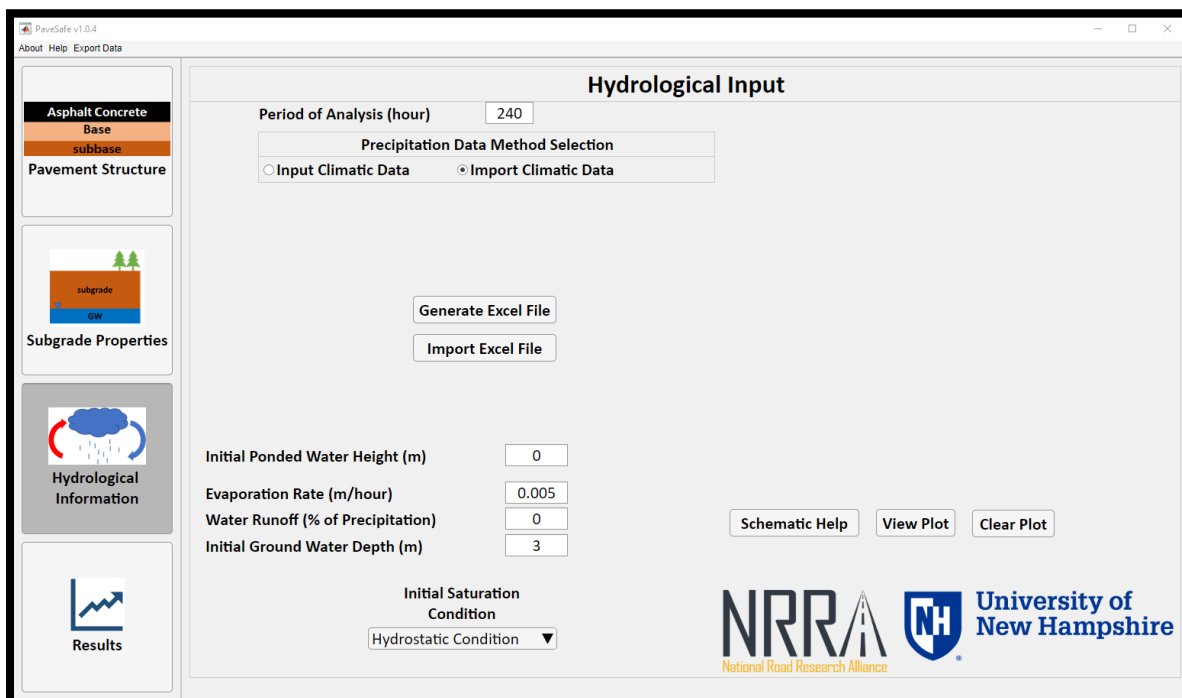 PaveSafe v1.0.4
About Help Export Data
Asphalt Concrete
Base
subbase
Pavement Structure
subgrade
GW
Subgrade Properties
Hydrological
Information
Results
Hydrological Input
Period of Analysis (hour) 240
Precipitation Data Method Selection
Input Climatic Data Import Climatic Data
Generate Excel File
Import Excel File
Initial Ponded Water Height (m) 0
Evaporation Rate (m/hour) 0.005
Water Runoff (% of Precipitation) 0
Initial Ground Water Depth (m) 3
Schematic Help View Plot Clear Plot
Initial Saturation
Condition
Hydrostatic Condition
NRRA
National Road Research Alliance
NH
®
University of
New Hampshire